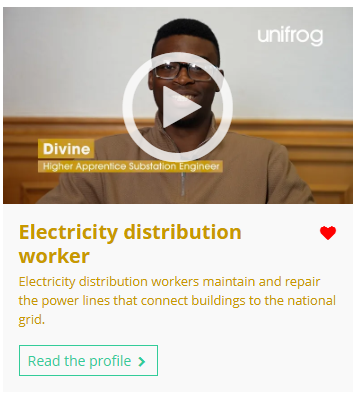 unifrog
Divine
Higher Apprentice Substation Engineer
Electricity distribution
worker
Electricity distribution workers maintain and repair
the power lines that connect buildings to the national
grid.
Read the profile